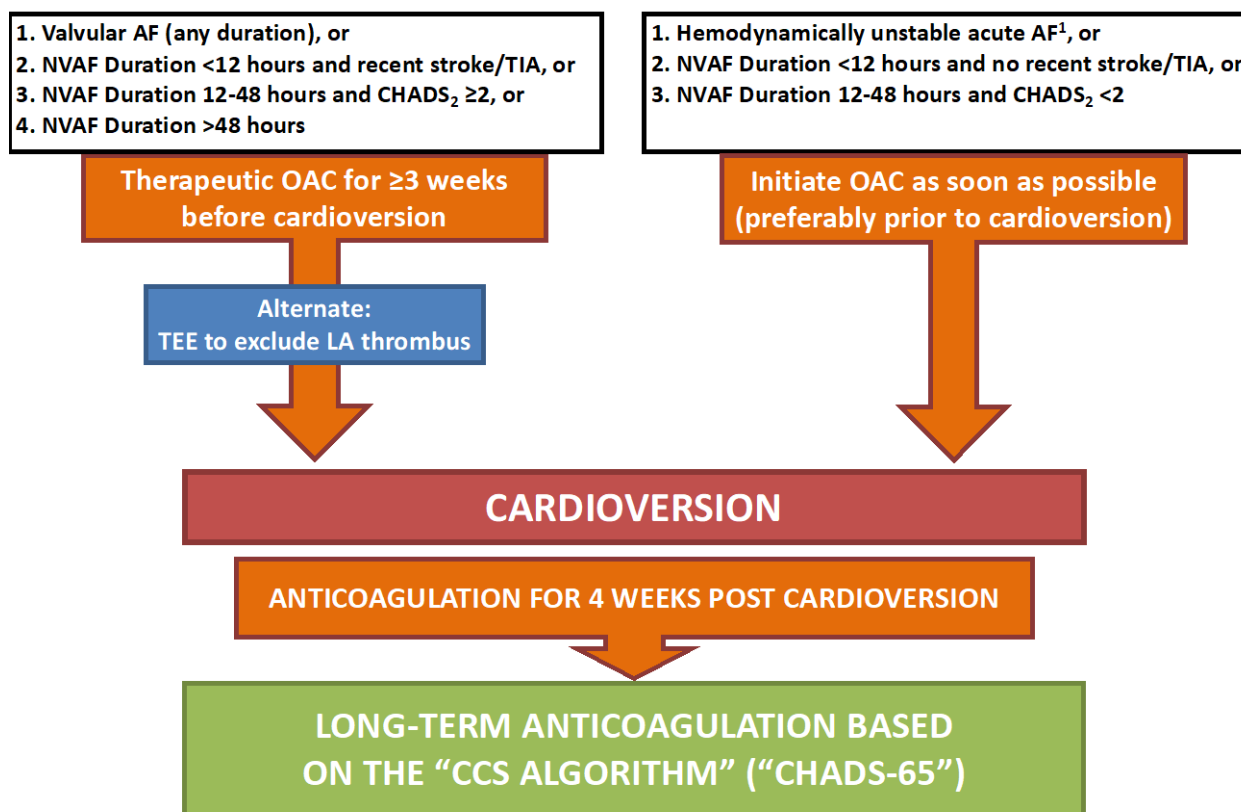 1. Valvular AF (any duration), or
2. NVAF Duration <12 hours and recent stroke/TIA, or
3. NVAF Duration 12-48 hours and CHADS₂ ≥2, or
4. NVAF Duration >48 hours
1. Hemodynamically unstable acute AF¹, or
2. NVAF Duration <12 hours and no recent stroke/TIA, or
3. NVAF Duration 12-48 hours and CHADS₂ <2
Therapeutic OAC for ≥3 weeks
before cardioversion
Initiate OAC as soon as possible
(preferably prior to cardioversion)
Alternate:
TEE to exclude LA thrombus
CARDIOVERSION
ANTICOAGULATION FOR 4 WEEKS POST CARDIOVERSION
LONG-TERM ANTICOAGULATION BASED
ON THE “CCS ALGORITHM” (“CHADS-65”)